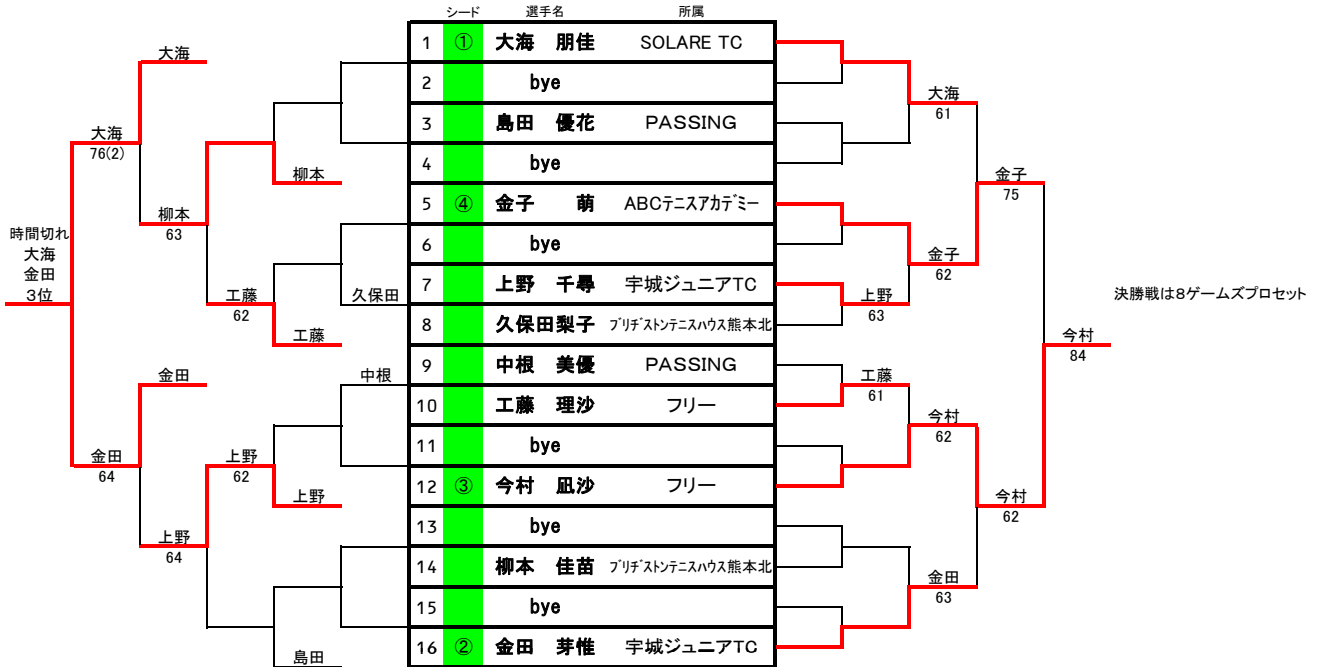 シード 選手名 所属
1 ① 大海 朋佳 SOLARE TC
2 bye
3 島田 優花 PASSING
4 bye
5 ④ 金子 萌 ABCテニスアカデミー
6 bye
7 上野 千尋 宇城ジュニアTC
8 久保田梨子 ブリヂストンテニスハウス熊本北
9 中根 美優 PASSING
10 工藤 理沙 フリー
11 bye
12 ③ 今村 凪沙 フリー
13 bye
14 柳本 佳苗 ブリヂストンテニスハウス熊本北
15 bye
16 ② 金田 芽惟 宇城ジュニアTC
大海
大海
76(2)
柳本
柳本
63
時間切れ
大海
金田
3位
工藤
62
久保田
工藤
金田
中根
金田
64
上野
62
上野
上野
64
島田
大海
61
金子
75
金子
62
上野
63
決勝戦は8ゲームズプロセット
今村
84
工藤
61
今村
62
今村
62
金田
63